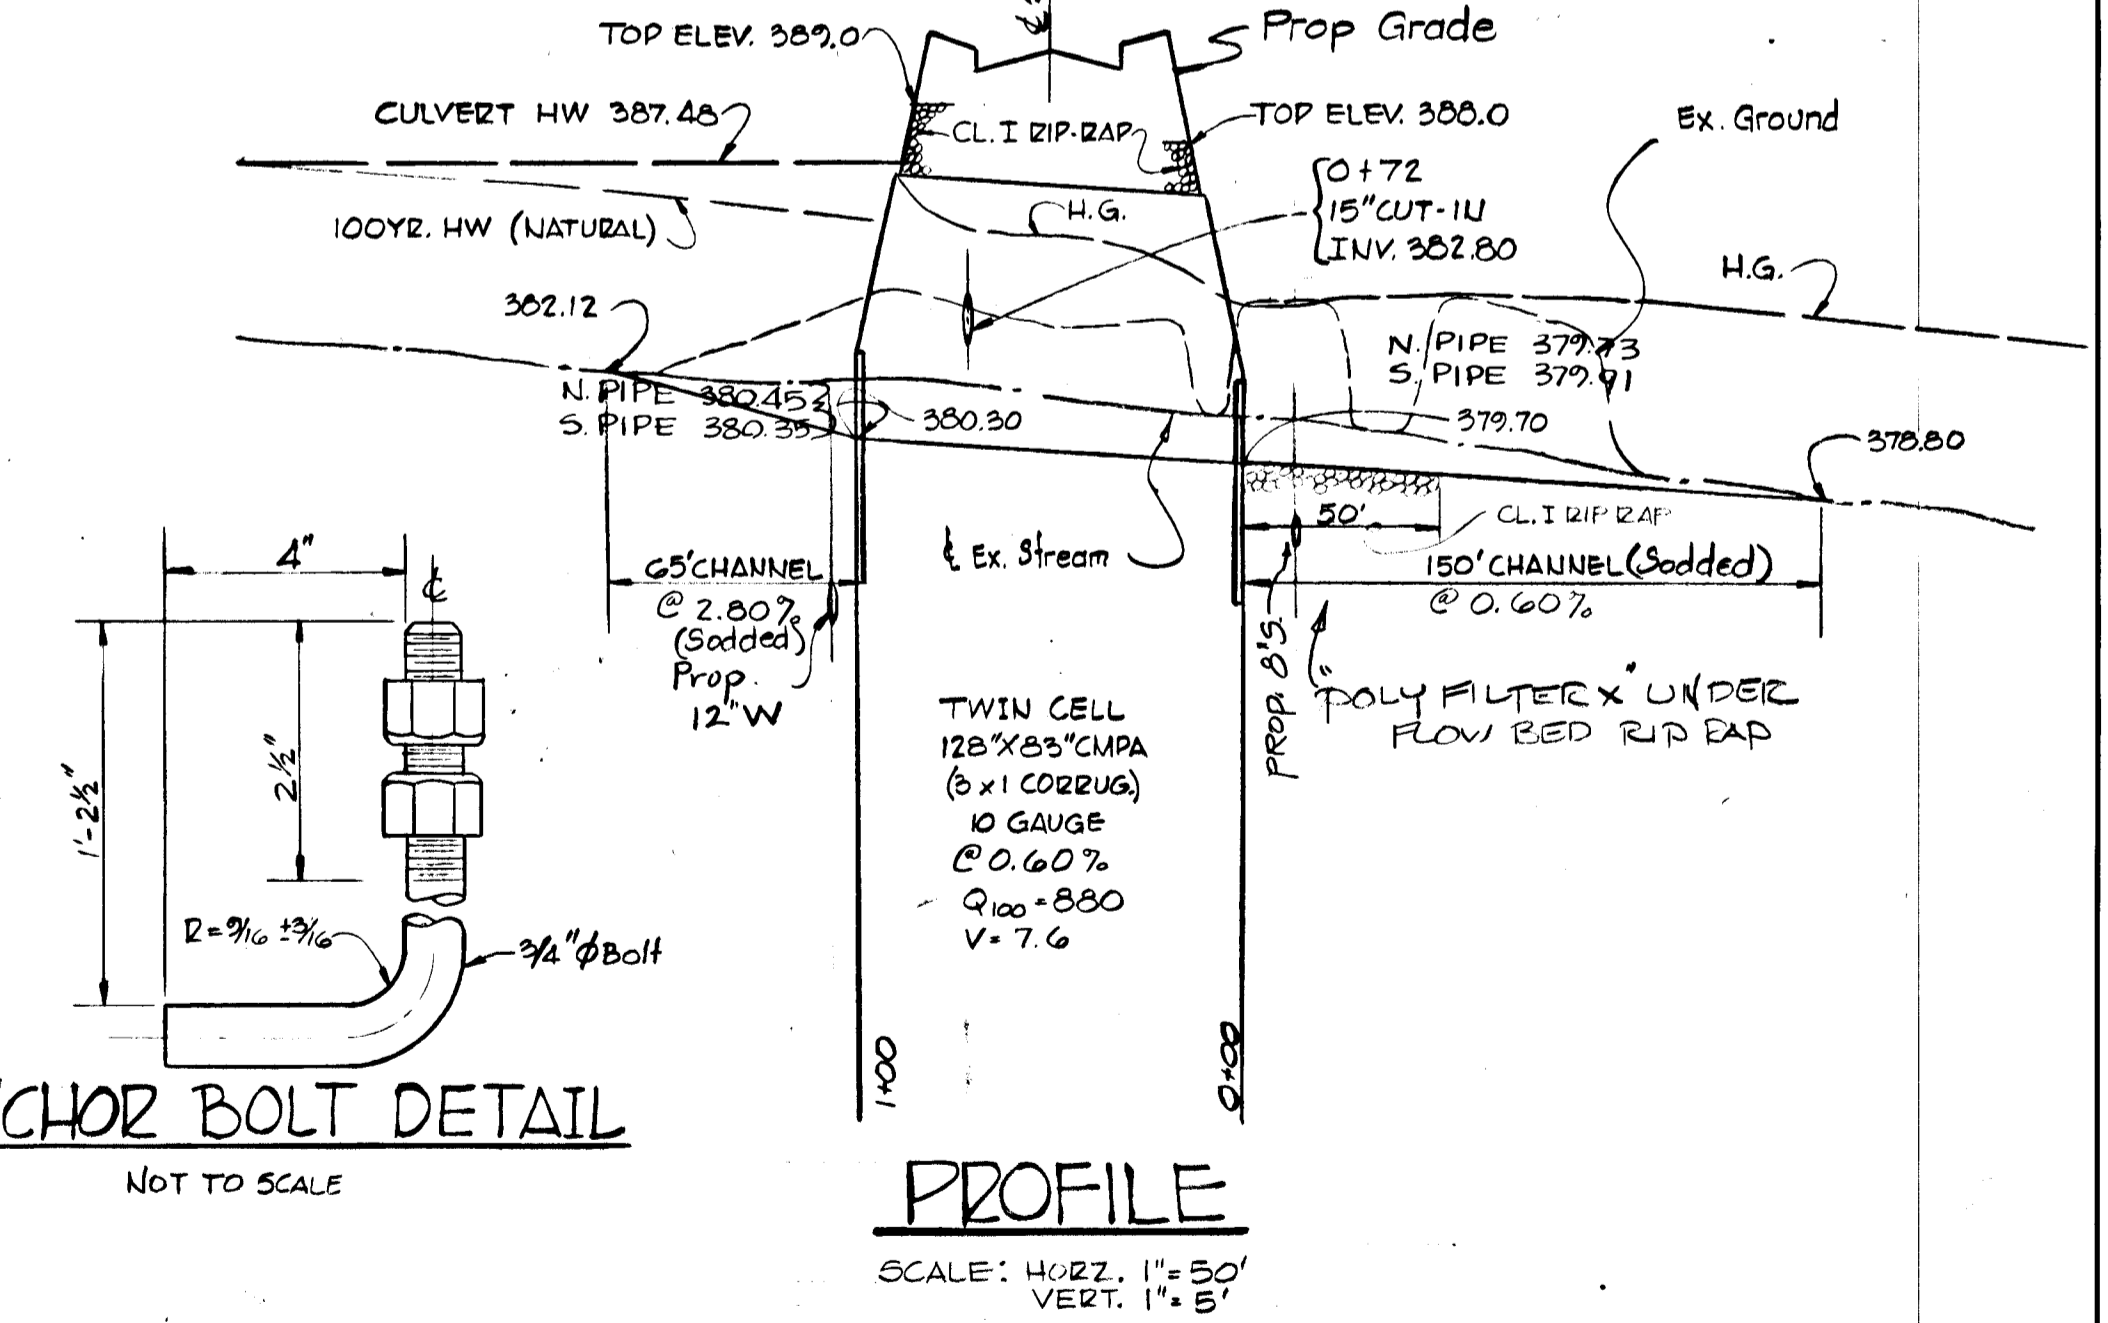 TOP ELEV. 389.0
Prop Grade
CULVERT HW 387.48
CL. I RIP-RAP
TOP ELEV. 388.0
Ex. Ground
0+72
15" CUT-IN
INV. 382.80
100YR. HW (NATURAL)
H.G.
H.G.
382.12
N. PIPE 380.45
S. PIPE 380.35
380.30
N. PIPE 379.73
S. PIPE 379.91
379.70
378.80
50'
CL. I RIP RAP
65' CHANNEL
@ 2.80%
(Sodded)
Prop.
12" W
℄ Ex. Stream
150' CHANNEL (Sodded)
@ 0.60%
PROP. 8" S.
"POLY FILTER X" UNDER
FLOW BED RIP RAP
TWIN CELL
128" X 83" CMPA
(3 x 1 CORRUG.)
10 GAUGE
@ 0.60%
Q100 = 880
V = 7.6
1+00
0+00
4"
℄
2½"
1'-2½"
R = 9/16 ± 3/16
3/4" φ Bolt
CHOR BOLT DETAIL
NOT TO SCALE
PROFILE
SCALE: HORZ. 1" = 50'
VERT. 1" = 5'